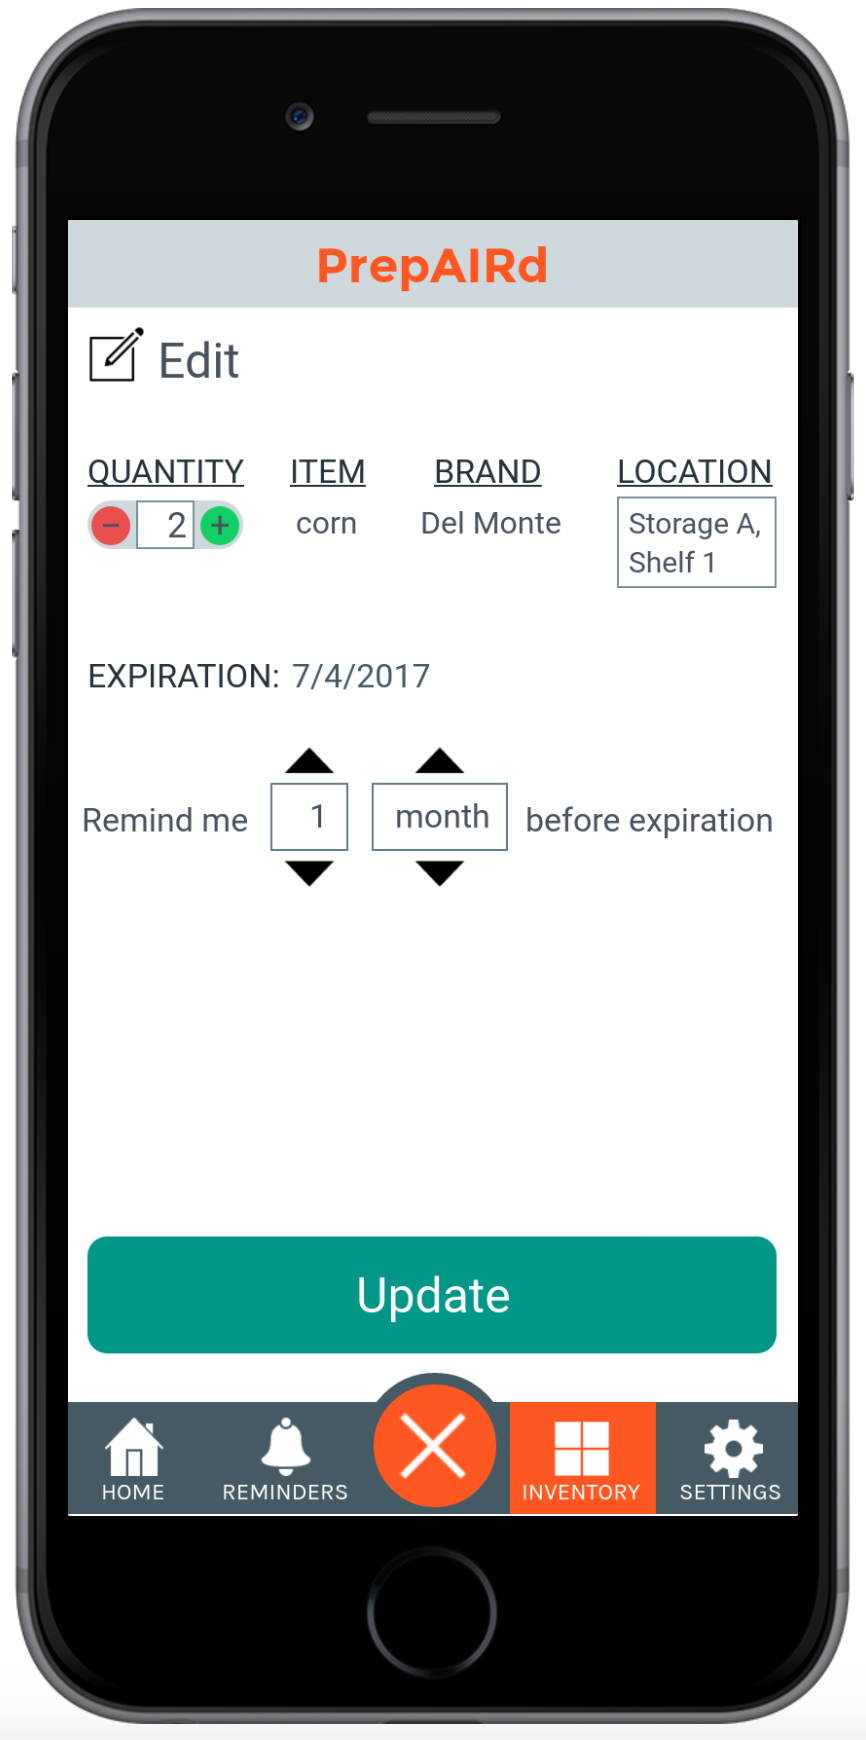 PrepAIRd
Edit
QUANTITY ITEM BRAND LOCATION
− 2 + corn Del Monte Storage A,
Shelf 1
EXPIRATION: 7/4/2017
Remind me 1 month before expiration
Update
HOME REMINDERS INVENTORY SETTINGS